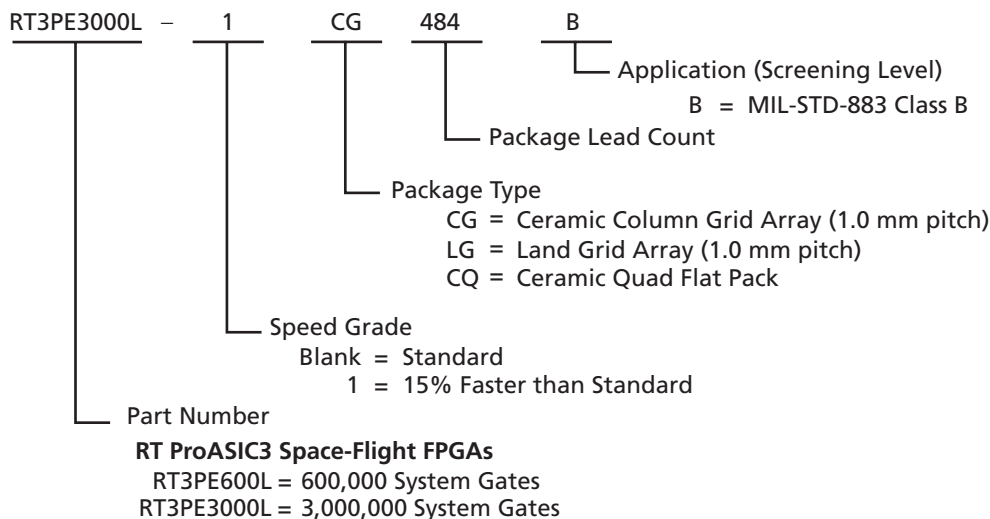 RT3PE3000L – 1 CG 484 B
Application (Screening Level)
B = MIL-STD-883 Class B
Package Lead Count
Package Type
CG = Ceramic Column Grid Array (1.0 mm pitch)
LG = Land Grid Array (1.0 mm pitch)
CQ = Ceramic Quad Flat Pack
Speed Grade
Blank = Standard
1 = 15% Faster than Standard
Part Number
RT ProASIC3 Space-Flight FPGAs
RT3PE600L = 600,000 System Gates
RT3PE3000L = 3,000,000 System Gates